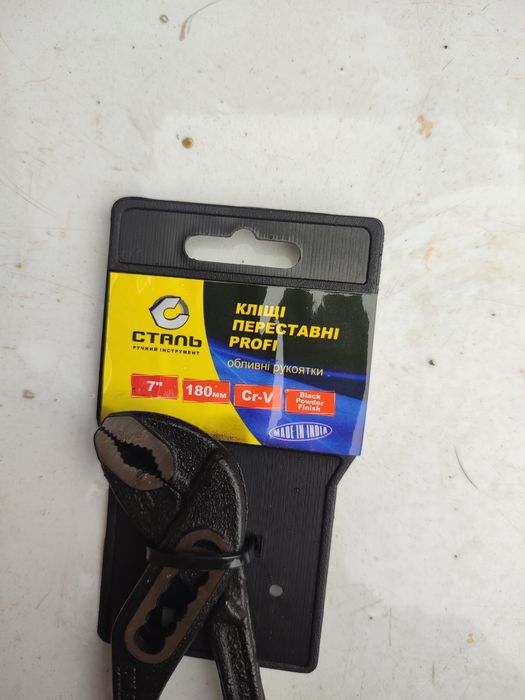 СТАЛЬ
РУЧНИЙ ІНСТРУМЕНТ
КЛІЩІ
ПЕРЕСТАВНІ
PROFI
обливні рукоятки
7"
180мм
Cr-V
Black
Powder
Finish
MADE IN INDIA